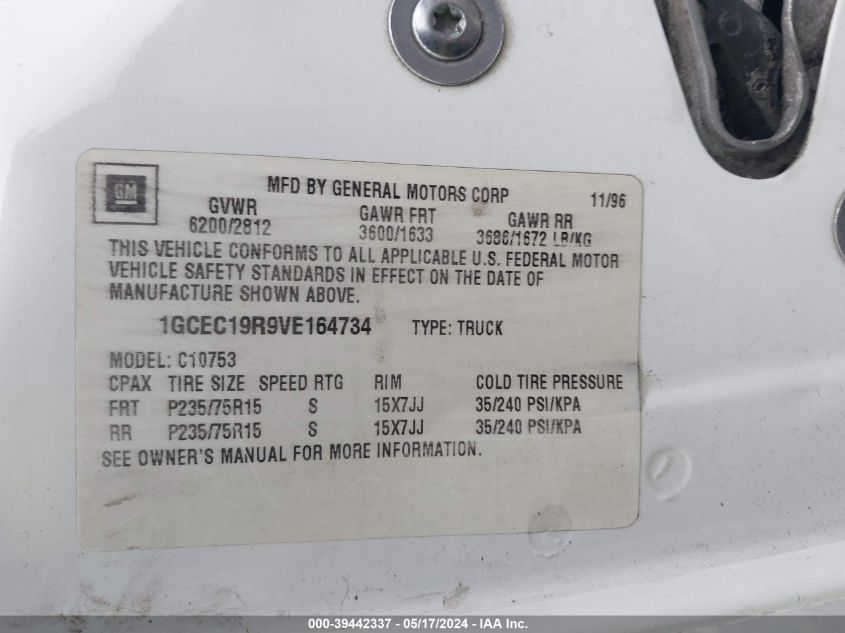 GM
MFD BY GENERAL MOTORS CORP 11/96
GVWR GAWR FRT GAWR RR
6200/2812 3600/1633 3686/1672 LB/KG
THIS VEHICLE CONFORMS TO ALL APPLICABLE U.S. FEDERAL MOTOR
VEHICLE SAFETY STANDARDS IN EFFECT ON THE DATE OF
MANUFACTURE SHOWN ABOVE.
1GCEC19R9VE164734 TYPE: TRUCK
MODEL: C10753
CPAX TIRE SIZE SPEED RTG RIM COLD TIRE PRESSURE
FRT P235/75R15 S 15X7JJ 35/240 PSI/KPA
RR P235/75R15 S 15X7JJ 35/240 PSI/KPA
SEE OWNER'S MANUAL FOR MORE INFORMATION.
000-39442337 - 05/17/2024 - IAA Inc.